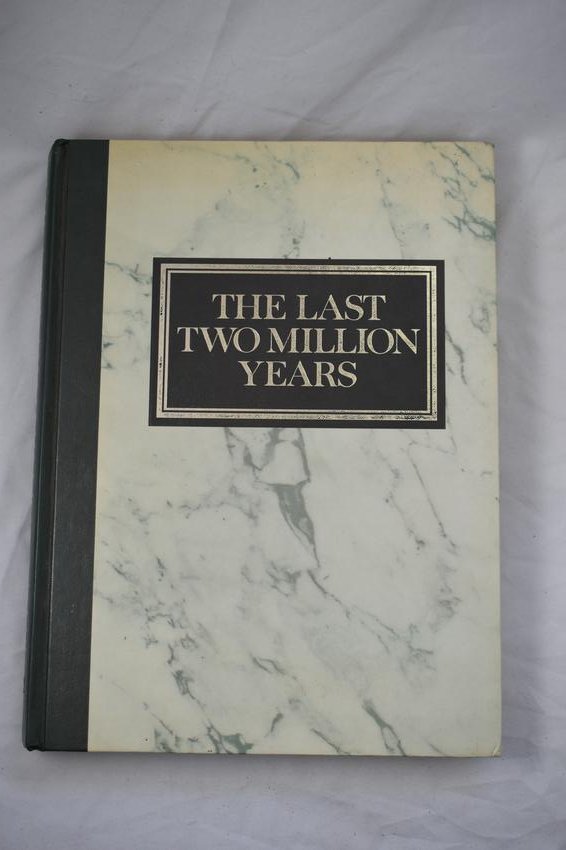 THE LAST
TWO MILLION
YEARS